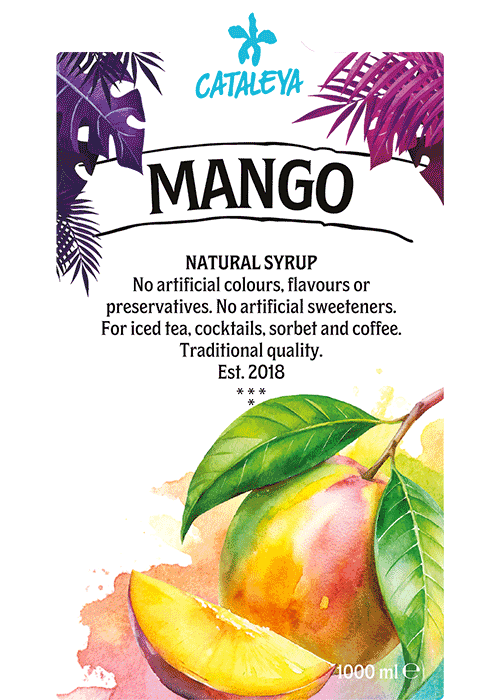 CATALEYA
MANGO
NATURAL SYRUP
No artificial colours, flavours or
preservatives. No artificial sweeteners.
For iced tea, cocktails, sorbet and coffee.
Traditional quality.
Est. 2018
* * *
*
1000 ml ℮